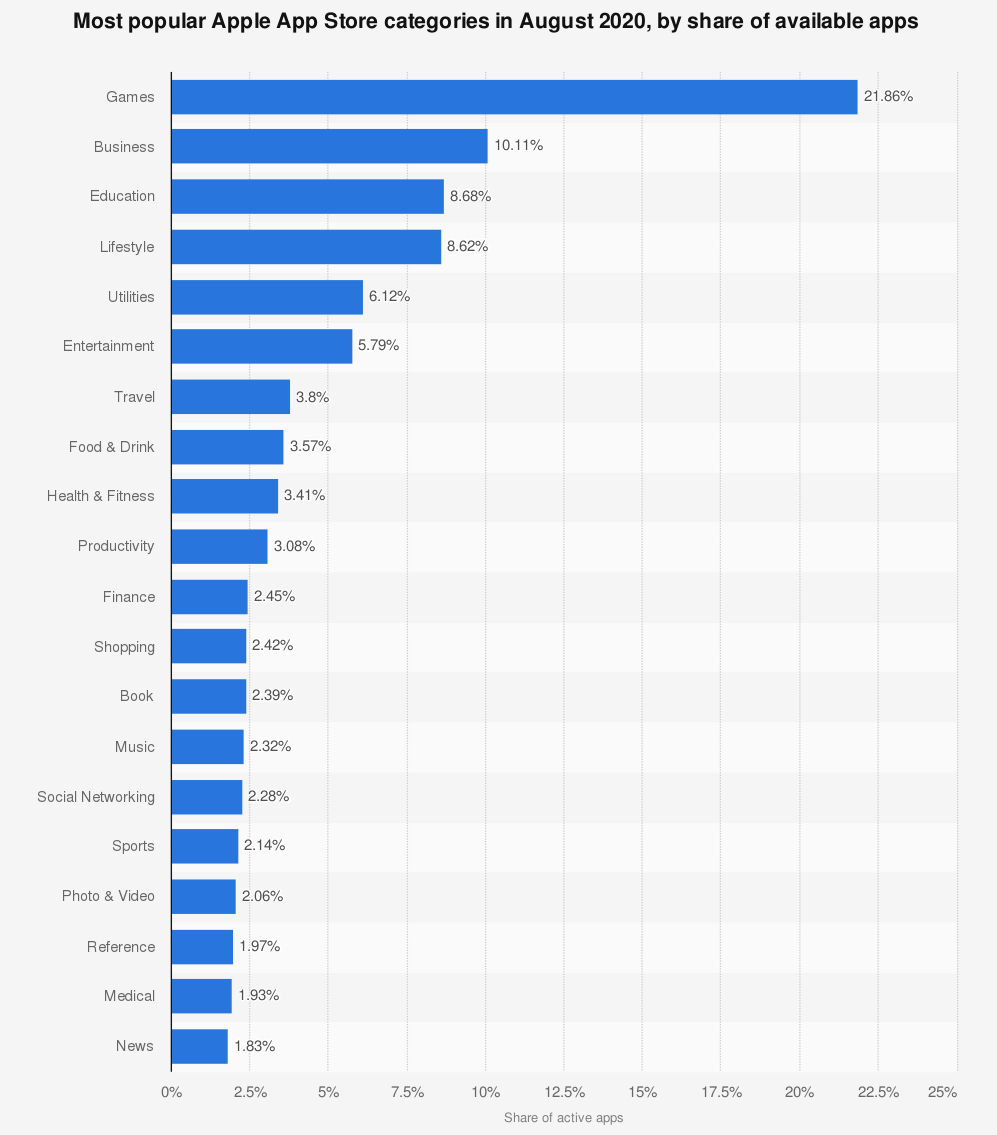 Most popular Apple App Store categories in August 2020, by share of available apps
Games 21.86%
Business 10.11%
Education 8.68%
Lifestyle 8.62%
Utilities 6.12%
Entertainment 5.79%
Travel 3.8%
Food & Drink 3.57%
Health & Fitness 3.41%
Productivity 3.08%
Finance 2.45%
Shopping 2.42%
Book 2.39%
Music 2.32%
Social Networking 2.28%
Sports 2.14%
Photo & Video 2.06%
Reference 1.97%
Medical 1.93%
News 1.83%
0% 2.5% 5% 7.5% 10% 12.5% 15% 17.5% 20% 22.5% 25%
Share of active apps